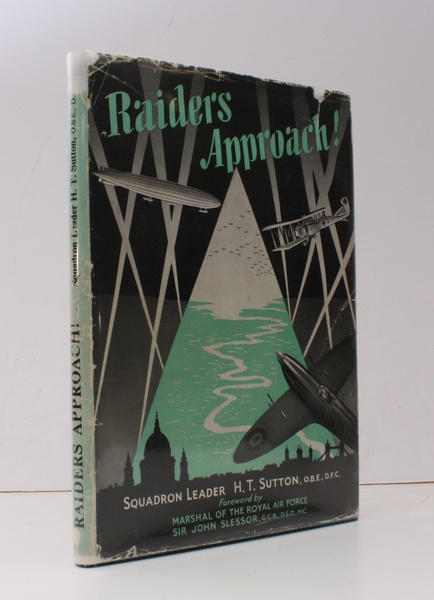 Raiders
Approach!
SQUADRON LEADER H. T. SUTTON, O.B.E., D.F.C.
Foreword by
MARSHAL OF THE ROYAL AIR FORCE
SIR JOHN SLESSOR, G.C.B., D.S.O., M.C.
RAIDERS APPROACH!
Squadron Leader H. T. Sutton, O.B.E., D.